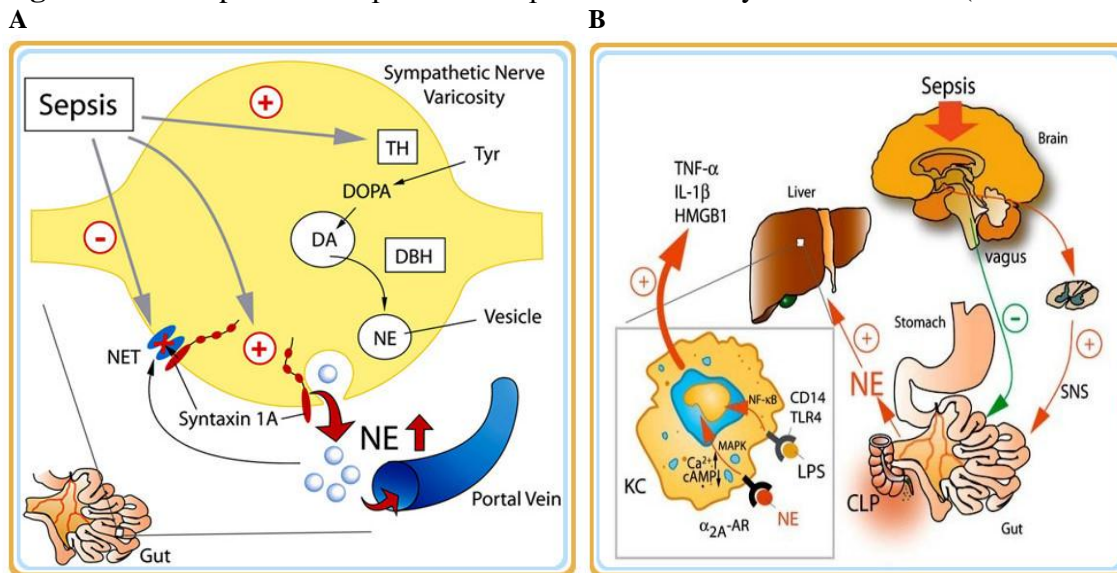 A
B
Sepsis
Sympathetic Nerve
Varicosity
+
TH
Tyr
DOPA
DA
DBH
-
NE
Vesicle
NET
+
Syntaxin 1A
NE
Portal Vein
Gut
Sepsis
Brain
TNF-α
IL-1β
HMGB1
Liver
vagus
+
+
-
+
Stomach
NE
SNS
NF-κB
CD14
TLR4
MAPK
Ca2+
cAMP
LPS
KC
α2A-AR
NE
CLP
Gut